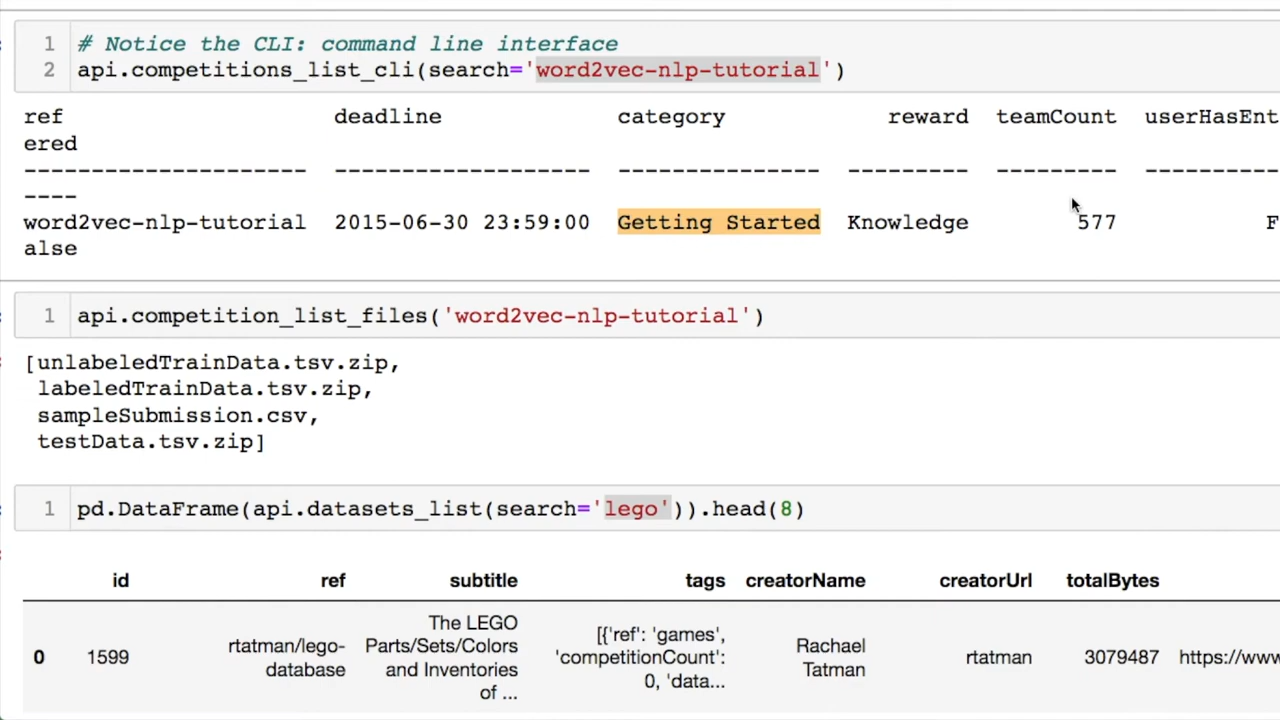 1 # Notice the CLI: command line interface
2 api.competitions_list_cli(search='word2vec-nlp-tutorial')
ref deadline category reward teamCount userHasEnt
ered
--------------------- ------------------- --------------- --------- --------- ----------
----
word2vec-nlp-tutorial 2015-06-30 23:59:00 Getting Started Knowledge 577 F
alse
1 api.competition_list_files('word2vec-nlp-tutorial')
[unlabeledTrainData.tsv.zip,
labeledTrainData.tsv.zip,
sampleSubmission.csv,
testData.tsv.zip]
1 pd.DataFrame(api.datasets_list(search='lego')).head(8)
id ref subtitle tags creatorName creatorUrl totalBytes
0 1599 rtatman/lego-database The LEGO Parts/Sets/Colors and Inventories of ... [{'ref': 'games', 'competitionCount': 0, 'data... Rachael Tatman rtatman 3079487 https://www